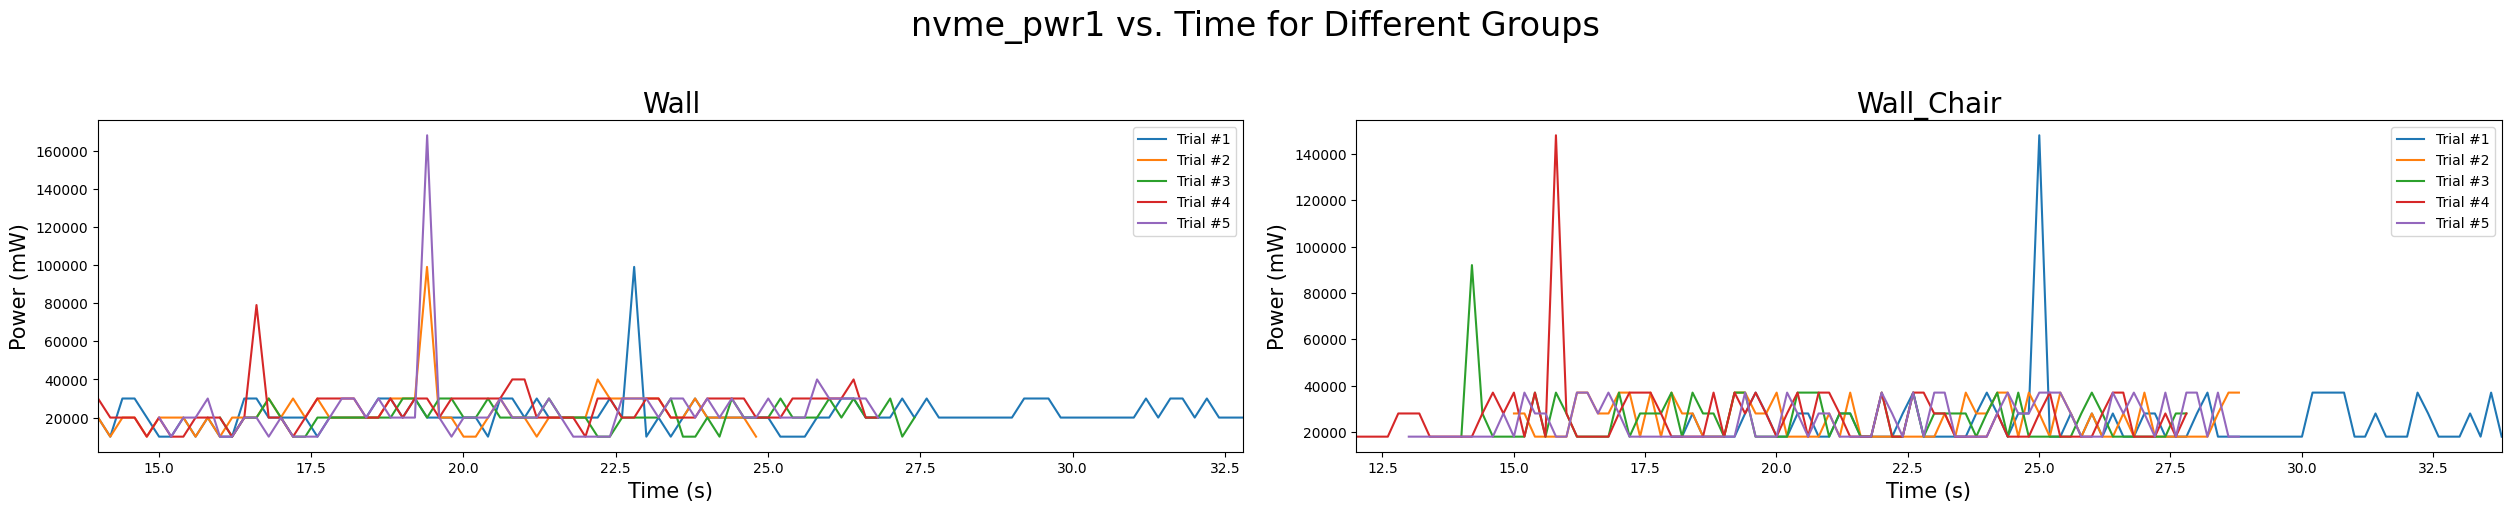 nvme_pwr1 vs. Time for Different Groups
Wall
160000
140000
120000
100000
80000
60000
40000
20000
Power (mW)
15.0 17.5 20.0 22.5 25.0 27.5 30.0 32.5
Time (s)
Trial #1
Trial #2
Trial #3
Trial #4
Trial #5
Wall_Chair
140000
120000
100000
80000
60000
40000
20000
Power (mW)
12.5 15.0 17.5 20.0 22.5 25.0 27.5 30.0 32.5
Time (s)
Trial #1
Trial #2
Trial #3
Trial #4
Trial #5